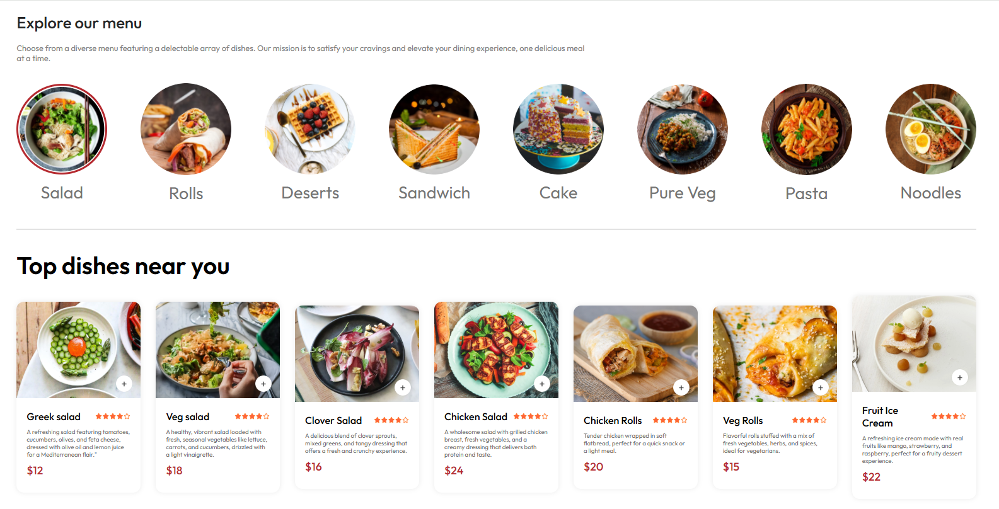 Explore our menu
Choose from a diverse menu featuring a delectable array of dishes. Our mission is to satisfy your cravings and elevate your dining experience, one delicious meal
at a time.
Salad
Rolls
Deserts
Sandwich
Cake
Pure Veg
Pasta
Noodles
Top dishes near you
Greek salad
A refreshing salad featuring tomatoes,
cucumbers, olives, and feta cheese,
dressed with olive oil and lemon juice
for a Mediterranean flair."
$12
Veg salad
A healthy, vibrant salad loaded with
fresh, seasonal vegetables like lettuce,
carrots, and cucumbers, drizzled with
a light vinaigrette.
$18
Clover Salad
A delicious blend of clover sprouts,
mixed greens, and tangy dressing that
offers a fresh and crunchy experience.
$16
Chicken Salad
A wholesome salad with grilled chicken
breast, fresh vegetables, and a
creamy dressing that delivers both
protein and taste.
$24
Chicken Rolls
Tender chicken wrapped in soft
flatbread, perfect for a quick snack or
a light meal.
$20
Veg Rolls
Flavorful rolls stuffed with a mix of
fresh vegetables, herbs, and spices,
ideal for vegetarians.
$15
Fruit Ice
Cream
A refreshing ice cream made with real
fruits like mango, strawberry, and
raspberry, perfect for a fruity dessert
experience.
$22